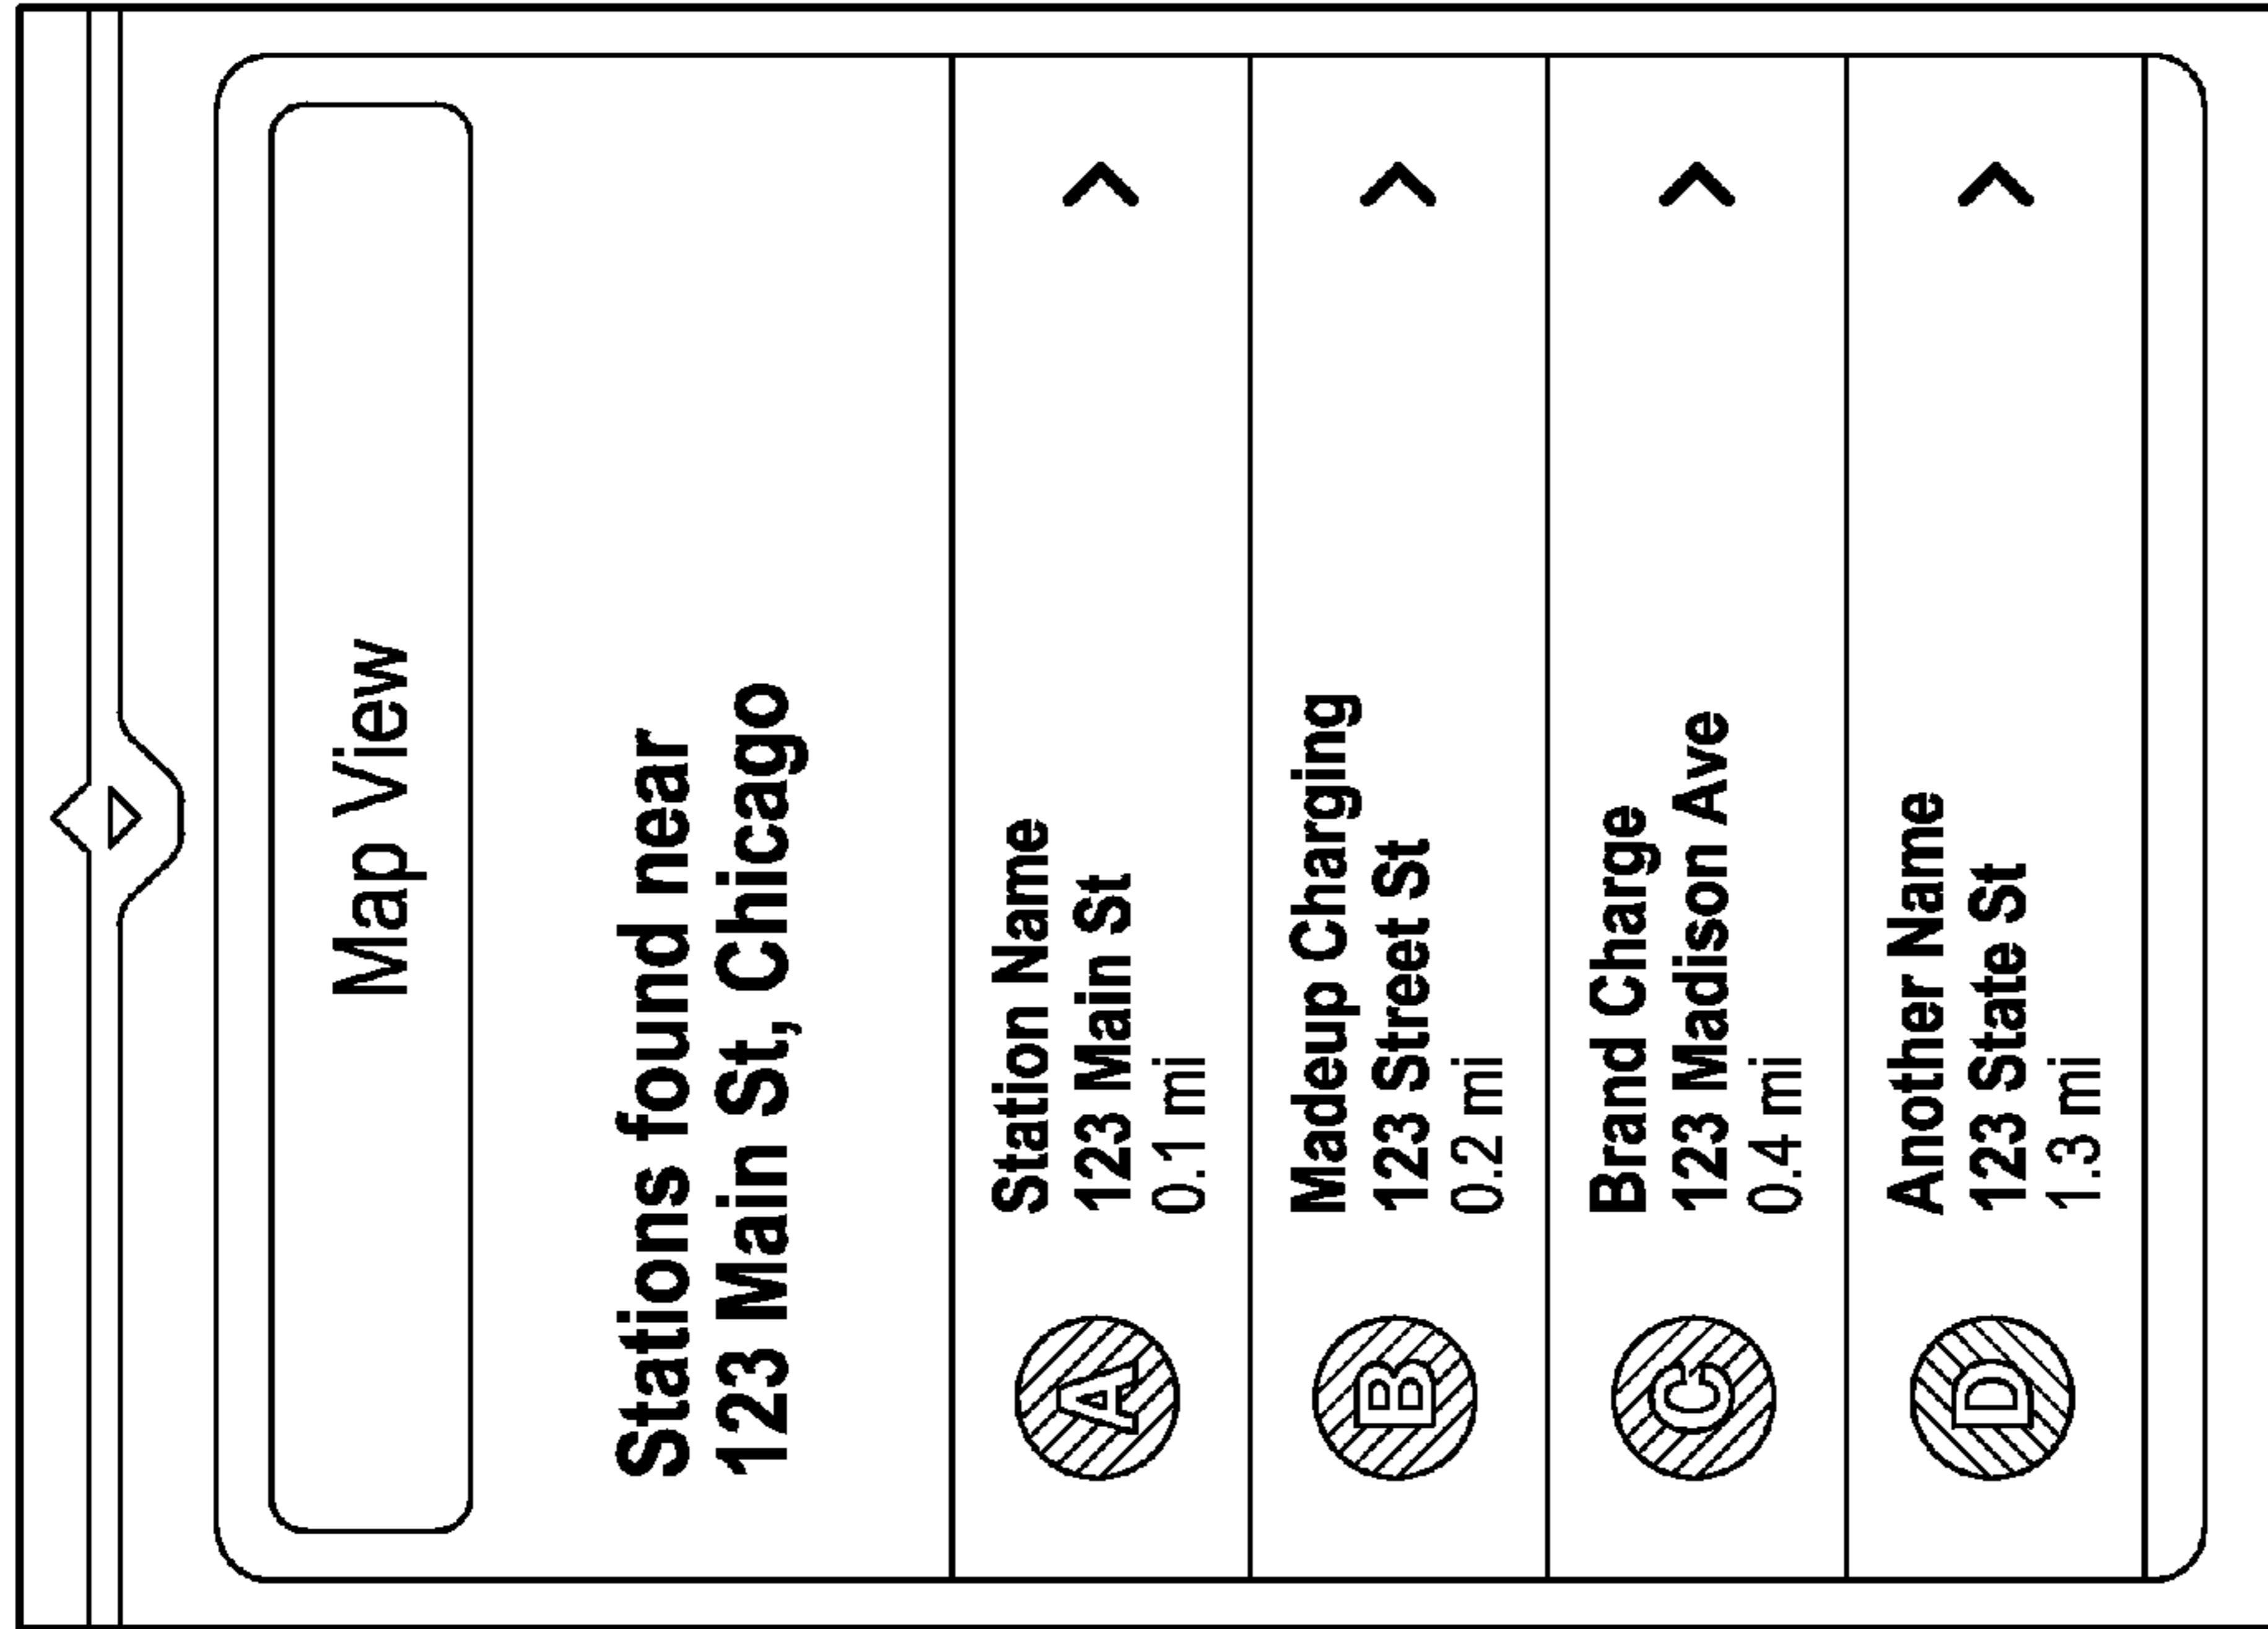 Map View
Stations found near
123 Main St, Chicago
A
Station Name
123 Main St
0.1 mi
B
Madeup Charging
123 Street St
0.2 mi
C
Brand Charge
123 Madison Ave
0.4 mi
D
Another Name
123 State St
1.3 mi